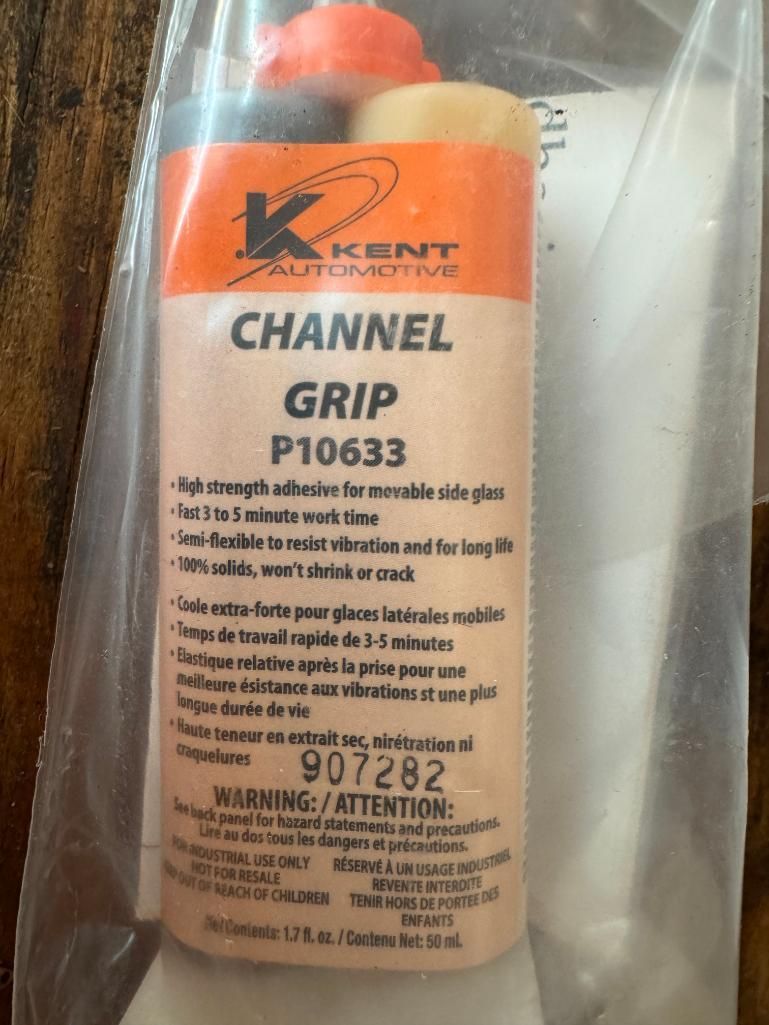 K KENT
AUTOMOTIVE
CHANNEL
GRIP
P10633
• High strength adhesive for movable side glass
• Fast 3 to 5 minute work time
• Semi-flexible to resist vibration and for long life
• 100% solids, won't shrink or crack
• Coole extra-forte pour glaces latérales mobiles
• Temps de travail rapide de 3-5 minutes
• Elastique relative après la prise pour une
meilleure ésistance aux vibrations st une plus
longue durée de vie
• Haute teneur en extrait sec, nirétration ni
craquelures
907282
WARNING: / ATTENTION:
See back panel for hazard statements and precautions.
Lire au dos tous les dangers et précautions.
FOR INDUSTRIAL USE ONLY RÉSERVÉ À UN USAGE INDUSTRIEL
NOT FOR RESALE REVENTE INTERDITE
KEEP OUT OF REACH OF CHILDREN TENIR HORS DE PORTEE DES
ENFANTS
Net Contents: 1.7 fl. oz. / Contenu Net: 50 mL